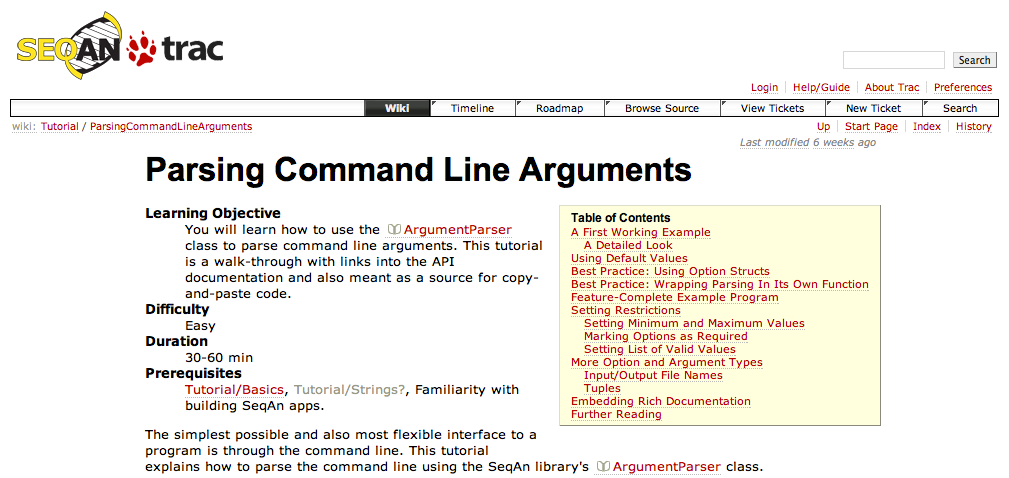 SEQAN trac
Search
Login Help/Guide About Trac Preferences
Wiki Timeline Roadmap Browse Source View Tickets New Ticket Search
wiki: Tutorial / ParsingCommandLineArguments
Up Start Page Index History
Last modified 6 weeks ago
Parsing Command Line Arguments
Learning Objective
You will learn how to use the ArgumentParser
class to parse command line arguments. This tutorial
is a walk-through with links into the API
documentation and also meant as a source for copy-
and-paste code.
Difficulty
Easy
Duration
30-60 min
Prerequisites
Tutorial/Basics, Tutorial/Strings?, Familiarity with
building SeqAn apps.
Table of Contents
A First Working Example
A Detailed Look
Using Default Values
Best Practice: Using Option Structs
Best Practice: Wrapping Parsing In Its Own Function
Feature-Complete Example Program
Setting Restrictions
Setting Minimum and Maximum Values
Marking Options as Required
Setting List of Valid Values
More Option and Argument Types
Input/Output File Names
Tuples
Embedding Rich Documentation
Further Reading
The simplest possible and also most flexible interface to a
program is through the command line. This tutorial
explains how to parse the command line using the SeqAn library's ArgumentParser class.